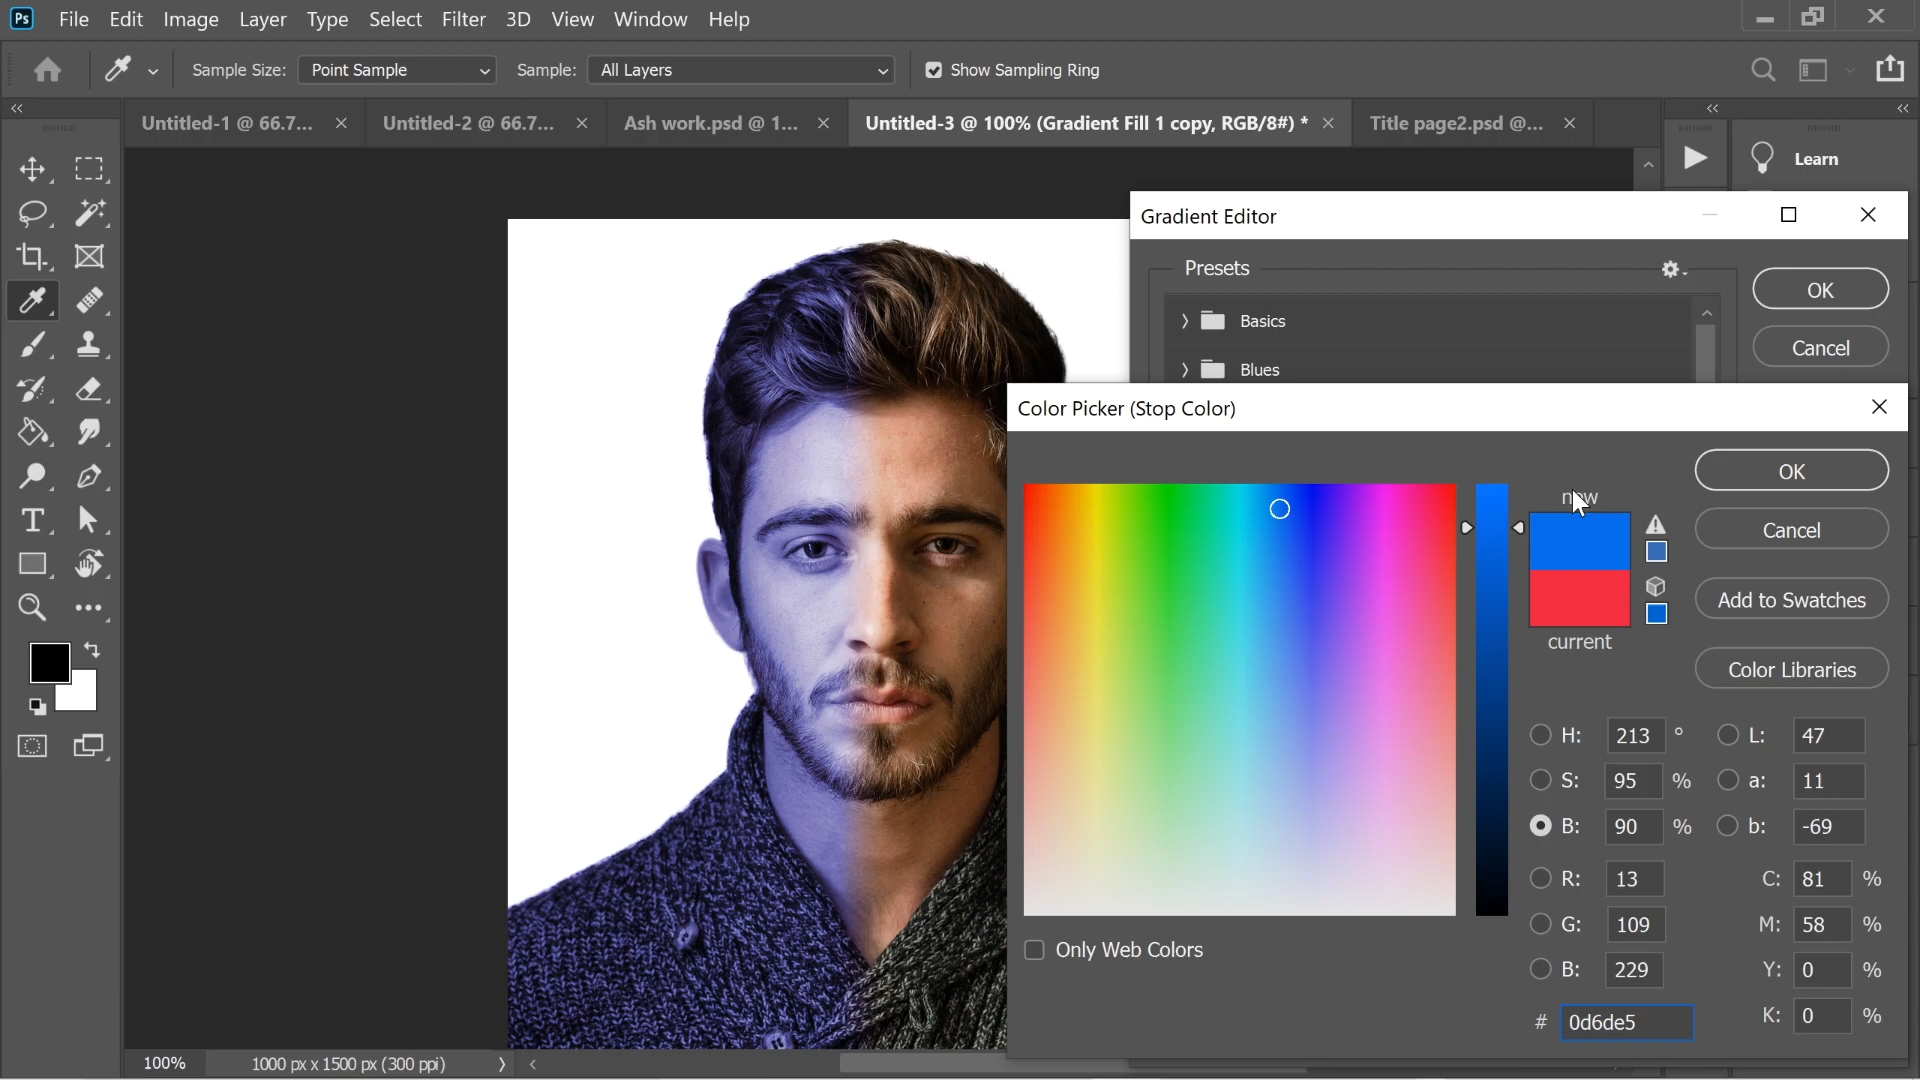 Ps File Edit Image Layer Type Select Filter 3D View Window Help
Sample Size: Point Sample Sample: All Layers Show Sampling Ring
Untitled-1 @ 66.7... Untitled-2 @ 66.7... Ash work.psd @ 1... Untitled-3 @ 100% (Gradient Fill 1 copy, RGB/8#) * Title page2.psd @...
Learn
Gradient Editor
Presets
OK
Basics
Cancel
Blues
Color Picker (Stop Color)
new
OK
Cancel
Add to Swatches
current
Color Libraries
H: 213 ° L: 47
S: 95 % a: 11
B: 90 % b: -69
R: 13 C: 81 %
G: 109 M: 58 %
Only Web Colors
B: 229 Y: 0 %
# 0d6de5 K: 0 %
100% 1000 px x 1500 px (300 ppi)